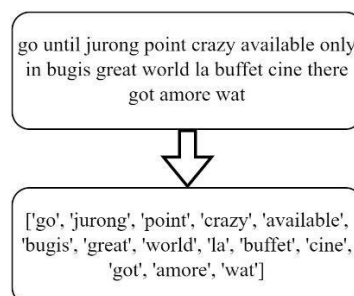 go until jurong point crazy available only
in bugis great world la buffet cine there
got amore wat
['go', 'jurong', 'point', 'crazy', 'available',
'bugis', 'great', 'world', 'la', 'buffet', 'cine',
'got', 'amore', 'wat']